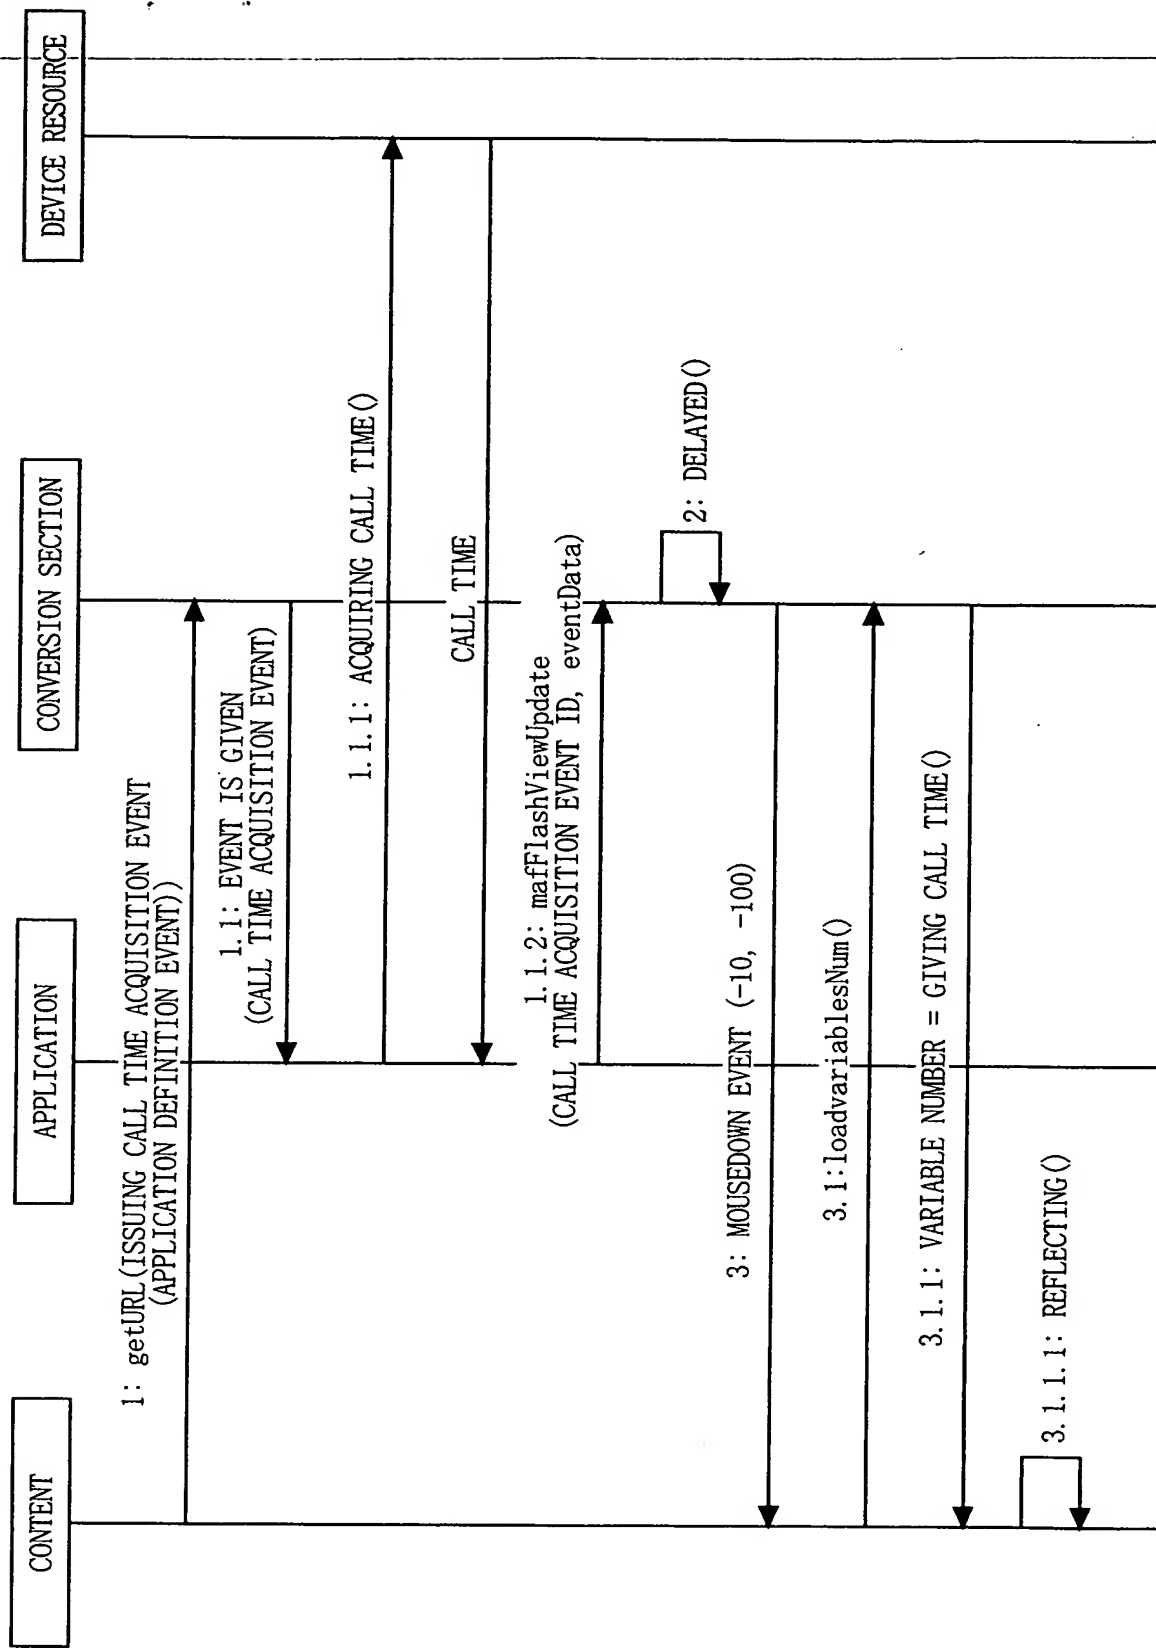 CONTENT
APPLICATION
CONVERSION SECTION
DEVICE RESOURCE
1: getURL(ISSUING CALL TIME ACQUISITION EVENT
(APPLICATION DEFINITION EVENT))
1.1: EVENT IS GIVEN
(CALL TIME ACQUISITION EVENT)
1.1.1: ACQUIRING CALL TIME()
CALL TIME
1.1.2: mafFlashViewUpdate
(CALL TIME ACQUISITION EVENT ID, eventData)
2: DELAYED()
3: MOUSEDOWN EVENT (-10, -100)
3.1:loadvariablesNum()
3.1.1: VARIABLE NUMBER = GIVING CALL TIME()
3.1.1.1: REFLECTING()